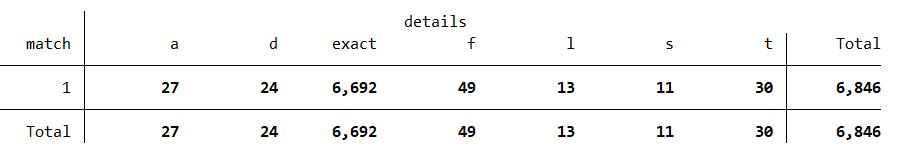 details
match a d exact f l s t Total
1 27 24 6,692 49 13 11 30 6,846
Total 27 24 6,692 49 13 11 30 6,846